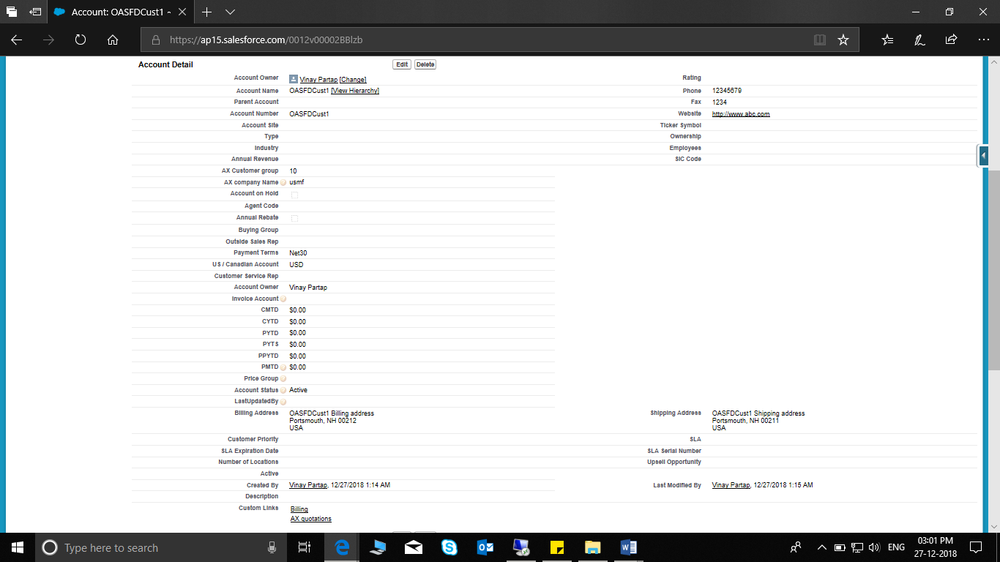 Account: OASFDCust1 ~
https://ap15.salesforce.com/0012v00002BBlzb
Account Detail
Edit
Delete
Account Owner Vinay Partap [Change]
Rating
Account Name OASFDCust1 [View Hierarchy]
Phone 12345679
Parent Account
Fax 1234
Account Number OASFDCust1
Website http://www.abc.com
Account Site
Ticker Symbol
Type
Ownership
Industry
Employees
Annual Revenue
SIC Code
AX Customer group 10
AX company Name usmf
Account on Hold
Agent Code
Annual Rebate
Buying Group
Outside Sales Rep
Payment Terms Net30
US / Canadian Account USD
Customer Service Rep
Account Owner Vinay Partap
Invoice Account
CMTD $0.00
CYTD $0.00
PYTD $0.00
PYTS $0.00
PPYTD $0.00
PMTD $0.00
Price Group
Account Status Active
LastUpdatedBy
Billing Address OASFDCust1 Billing address
Portsmouth, NH 00212
USA
Shipping Address OASFDCust1 Shipping address
Portsmouth, NH 00211
USA
Customer Priority
SLA
SLA Expiration Date
SLA Serial Number
Number of Locations
Upsell Opportunity
Active
Created By Vinay Partap, 12/27/2018 1:14 AM
Last Modified By Vinay Partap, 12/27/2018 1:15 AM
Description
Custom Links Billing
AX quotations
Type here to search
ENG
03:01 PM
27-12-2018